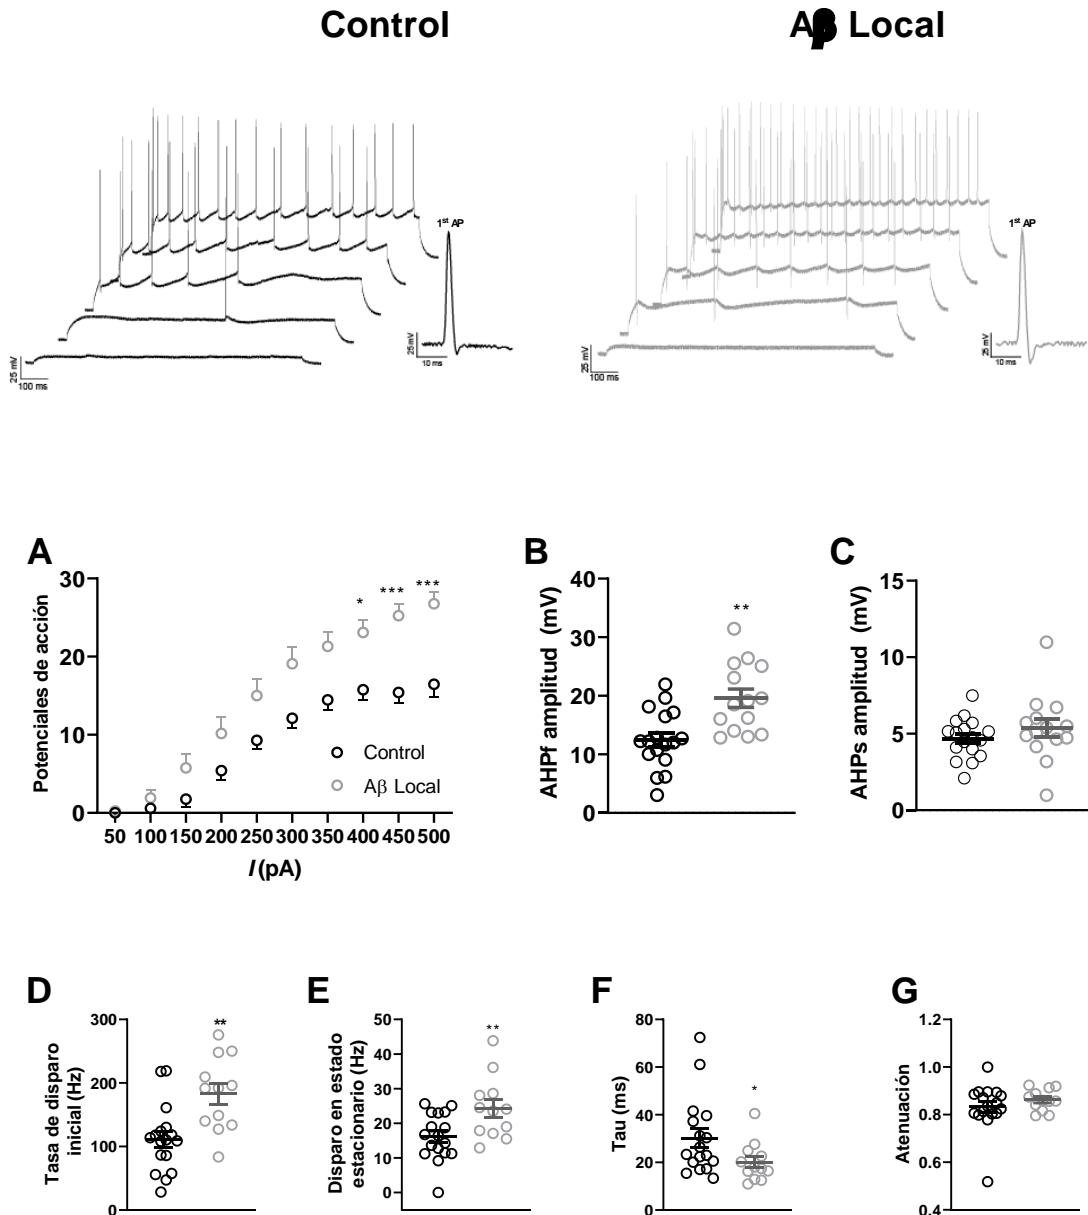 Control
Aβ Local
1st AP
25 mV
10 ms
25 mV
100 ms
1st AP
25 mV
10 ms
25 mV
100 ms
A
Potenciales de acción
30
20
10
0
* *** ***
Control
Aβ Local
50 100 150 200 250 300 350 400 450 500
I (pA)
B
AHPf amplitud (mV)
40
30
20
10
0
**
C
AHPs amplitud (mV)
15
10
5
0
D
Tasa de disparo
inicial (Hz)
300
200
100
0
**
E
Disparo en estado
estacionario (Hz)
50
40
30
20
10
0
**
F
Tau (ms)
80
60
40
20
0
*
G
Atenuación
1.2
1.0
0.8
0.6
0.4